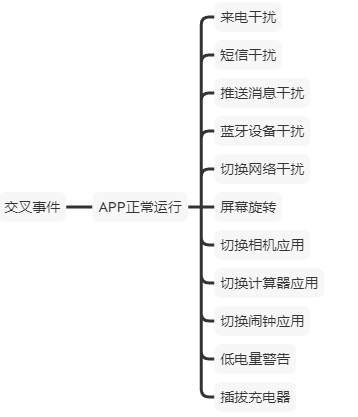 来电干扰
短信干扰
推送消息干扰
蓝牙设备干扰
切换网络干扰
交叉事件
APP正常运行
屏幕旋转
切换相机应用
切换计算器应用
切换闹钟应用
低电量警告
插拔充电器